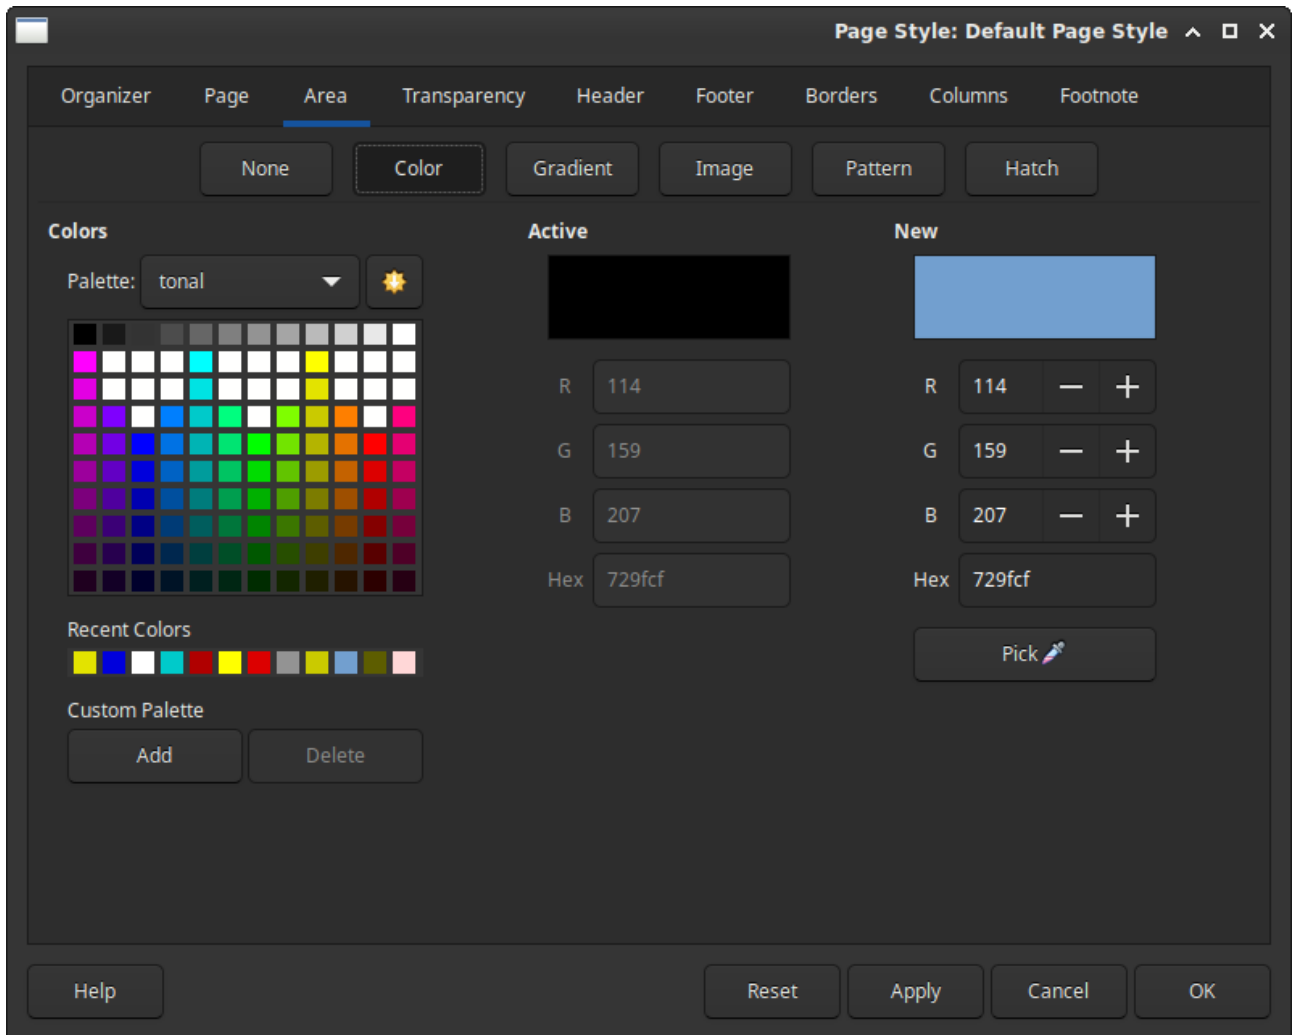 Page Style: Default Page Style
Organizer Page Area Transparency Header Footer Borders Columns Footnote
None Color Gradient Image Pattern Hatch
Colors Active New
Palette: tonal
R 114 R 114
G 159 G 159
B 207 B 207
Hex 729fcf Hex 729fcf
Recent Colors
Pick
Custom Palette
Add Delete
Help Reset Apply Cancel OK